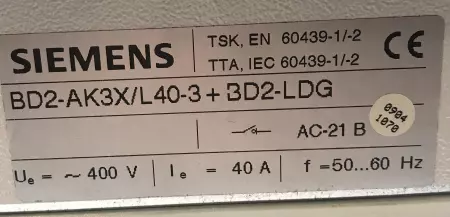 SIEMENS
TSK, EN 60439-1/-2
TTA, IEC 60439-1/-2
CE
BD2-AK3X/L40-3 + BD2-LDG
AC-21 B
0904
1070
Ue = ~ 400 V | Ie = 40 A | f =50...60 Hz